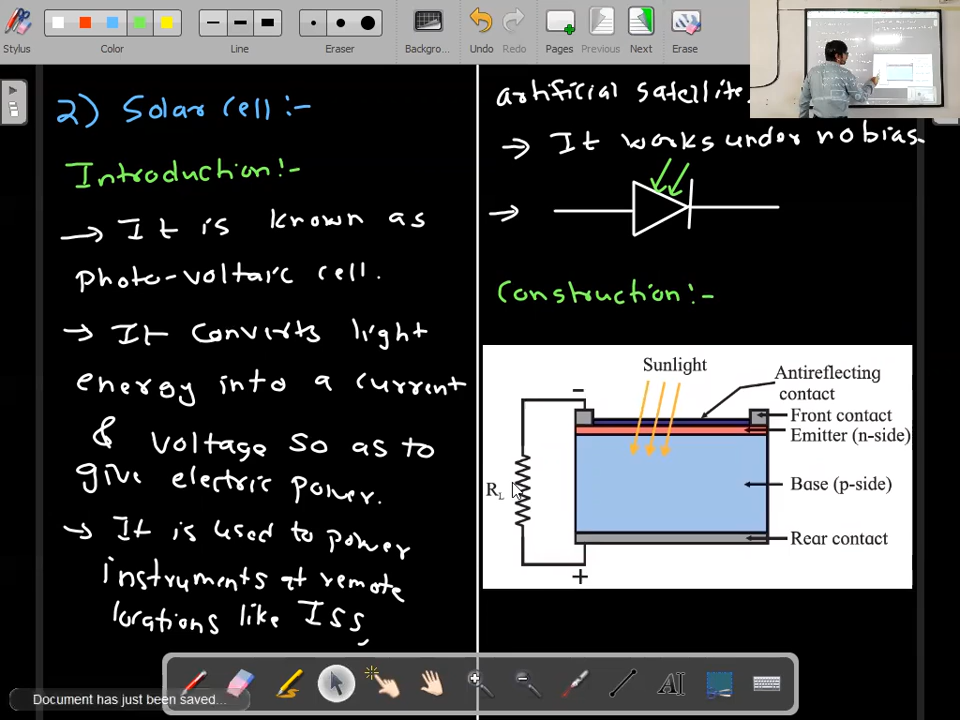 Stylus
Color
Line
Eraser
Backgro...
Undo
Redo
Pages
Previous
Next
Erase
2) Solar cell:-
Introduction:-
→ It is known as
photo-voltaic cell.
→ It converts light
energy into a current
& voltage so as to
give electric power.
→ It is used to power
instruments at remote
locations like ISS,
artificial satellite.
→ It works under no bias.
→
Construction:-
Sunlight
Antireflecting
contact
Front contact
Emitter (n-side)
Base (p-side)
Rear contact
-
RL
+
AI
Document has just been saved...